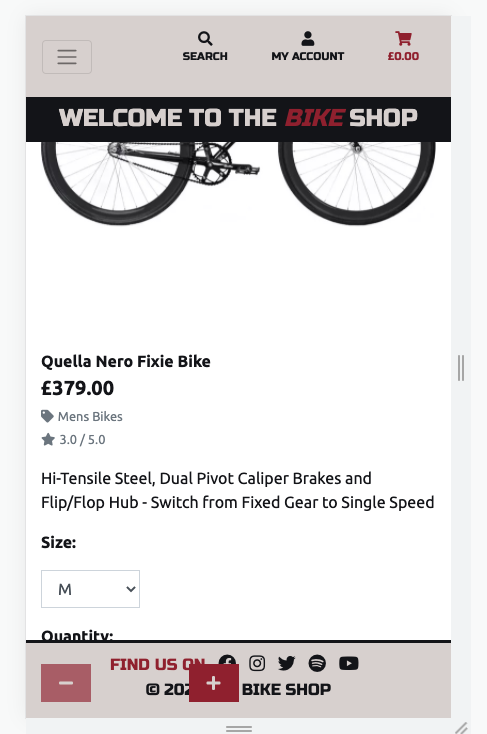 SEARCH
MY ACCOUNT
£0.00
WELCOME TO THE BIKE SHOP
Quella Nero Fixie Bike
£379.00
Mens Bikes
3.0 / 5.0
Hi-Tensile Steel, Dual Pivot Caliper Brakes and
Flip/Flop Hub - Switch from Fixed Gear to Single Speed
Size:
M
Quantity:
FIND US ON
© 202 BIKE SHOP